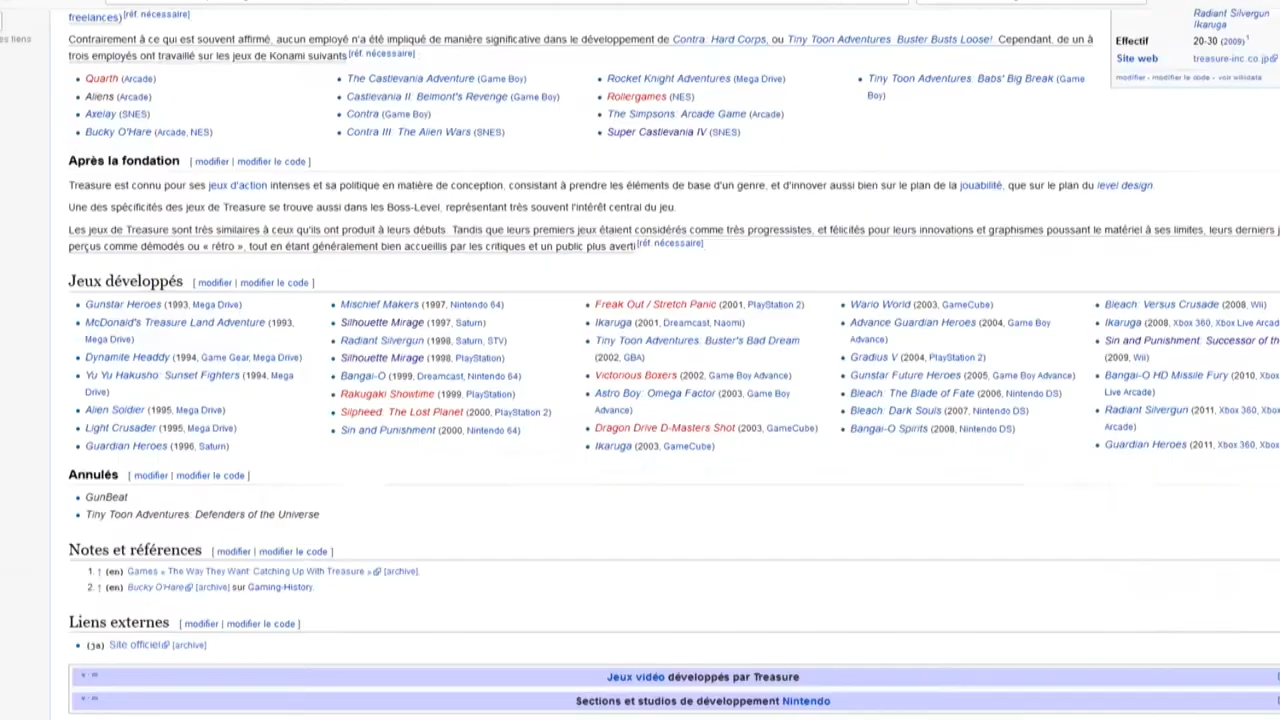 es liens
freelances)[réf. nécessaire]
Contrairement à ce qui est souvent affirmé, aucun employé n'a été impliqué de manière significative dans le développement de Contra: Hard Corps, ou Tiny Toon Adventures: Buster Busts Loose!. Cependant, de un à
trois employés ont travaillé sur les jeux de Konami suivants[réf. nécessaire] :
Quarth (Arcade)
Aliens (Arcade)
Axelay (SNES)
Bucky O'Hare (Arcade, NES)
The Castlevania Adventure (Game Boy)
Castlevania II: Belmont's Revenge (Game Boy)
Contra (Game Boy)
Contra III: The Alien Wars (SNES)
Rocket Knight Adventures (Mega Drive)
Rollergames (NES)
The Simpsons: Arcade Game (Arcade)
Super Castlevania IV (SNES)
Tiny Toon Adventures: Babs' Big Break (Game
Boy)
Radiant Silvergun
Ikaruga
Effectif 20-30 (2009)1
Site web treasure-inc.co.jp
modifier - modifier le code - voir wikidata
Après la fondation [ modifier | modifier le code ]
Treasure est connu pour ses jeux d'action intenses et sa politique en matière de conception, consistant à prendre les éléments de base d'un genre, et d'innover aussi bien sur le plan de la jouabilité, que sur le plan du level design.
Une des spécificités des jeux de Treasure se trouve aussi dans les Boss-Level, représentant très souvent l'intérêt central du jeu.
Les jeux de Treasure sont très similaires à ceux qu'ils ont produit à leurs débuts. Tandis que leurs premiers jeux étaient considérés comme très progressistes, et félicités pour leurs innovations et graphismes poussant le matériel à ses limites, leurs derniers j
perçus comme démodés ou « rétro », tout en étant généralement bien accueillis par les critiques et un public plus averti[réf. nécessaire]
Jeux développés [ modifier | modifier le code ]
Gunstar Heroes (1993, Mega Drive)
McDonald's Treasure Land Adventure (1993,
Mega Drive)
Dynamite Headdy (1994, Game Gear, Mega Drive)
Yu Yu Hakusho: Sunset Fighters (1994, Mega
Drive)
Alien Soldier (1995, Mega Drive)
Light Crusader (1995, Mega Drive)
Guardian Heroes (1996, Saturn)
Mischief Makers (1997, Nintendo 64)
Silhouette Mirage (1997, Saturn)
Radiant Silvergun (1998, Saturn, STV)
Silhouette Mirage (1998, PlayStation)
Bangai-O (1999, Dreamcast, Nintendo 64)
Rakugaki Showtime (1999, PlayStation)
Silpheed: The Lost Planet (2000, PlayStation 2)
Sin and Punishment (2000, Nintendo 64)
Freak Out / Stretch Panic (2001, PlayStation 2)
Ikaruga (2001, Dreamcast, Naomi)
Tiny Toon Adventures: Buster's Bad Dream
(2002, GBA)
Victorious Boxers (2002, Game Boy Advance)
Astro Boy: Omega Factor (2003, Game Boy
Advance)
Dragon Drive D-Masters Shot (2003, GameCube)
Ikaruga (2003, GameCube)
Wario World (2003, GameCube)
Advance Guardian Heroes (2004, Game Boy
Advance)
Gradius V (2004, PlayStation 2)
Gunstar Future Heroes (2005, Game Boy Advance)
Bleach: The Blade of Fate (2006, Nintendo DS)
Bleach: Dark Souls (2007, Nintendo DS)
Bangai-O Spirits (2008, Nintendo DS)
Bleach: Versus Crusade (2008, Wii)
Ikaruga (2008, Xbox 360, Xbox Live Arcad
Sin and Punishment: Successor of th
(2009, Wii)
Bangai-O HD Missile Fury (2010, Xbox
Live Arcade)
Radiant Silvergun (2011, Xbox 360, Xbox
Arcade)
Guardian Heroes (2011, Xbox 360, Xbox
Annulés [ modifier | modifier le code ]
GunBeat
Tiny Toon Adventures: Defenders of the Universe
Notes et références [ modifier | modifier le code ]
1. ↑ (en) Games « The Way They Want: Catching Up With Treasure » [archive]
2. ↑ (en) Bucky O'Hare [archive] sur Gaming-History.
Liens externes [ modifier | modifier le code ]
(ja) Site officiel [archive]
v · m Jeux vidéo développés par Treasure
v · m Sections et studios de développement Nintendo